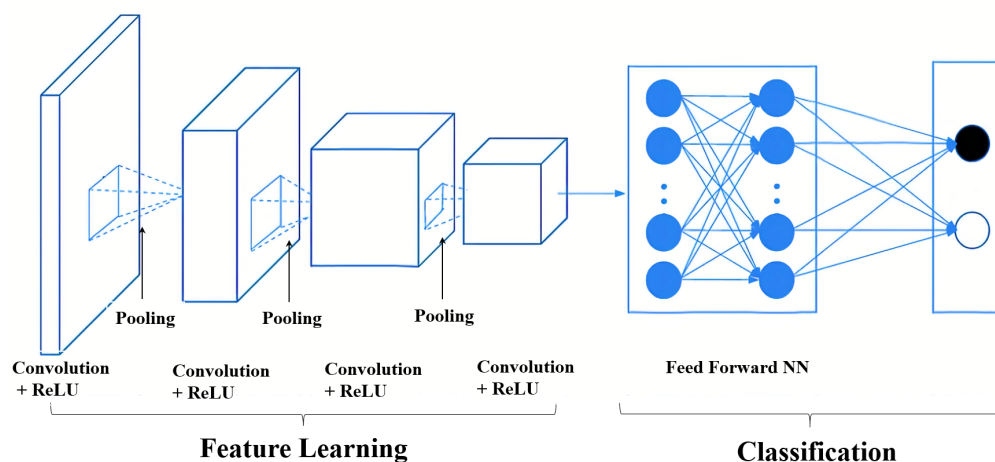 Pooling
Pooling
Pooling
Convolution
+ ReLU
Convolution
+ ReLU
Convolution
+ ReLU
Convolution
+ ReLU
Feed Forward NN
Feature Learning
Classification